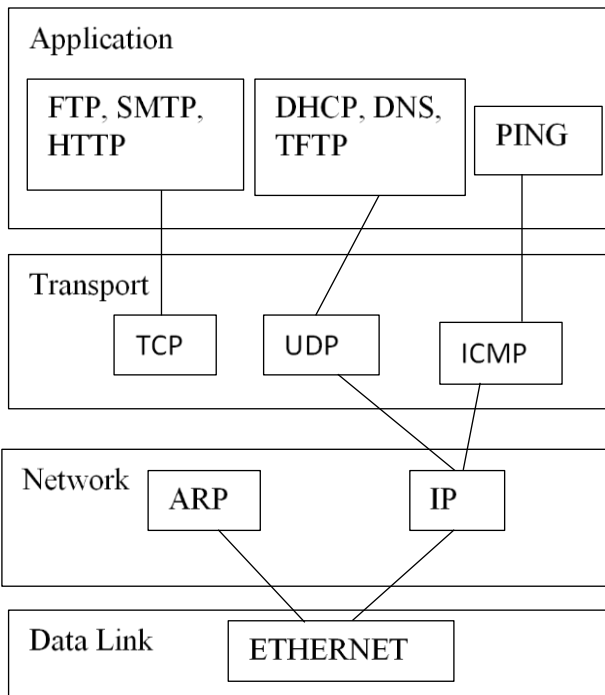 Application
FTP, SMTP,
HTTP
DHCP, DNS,
TFTP
PING
Transport
TCP
UDP
ICMP
Network
ARP
IP
Data Link
ETHERNET